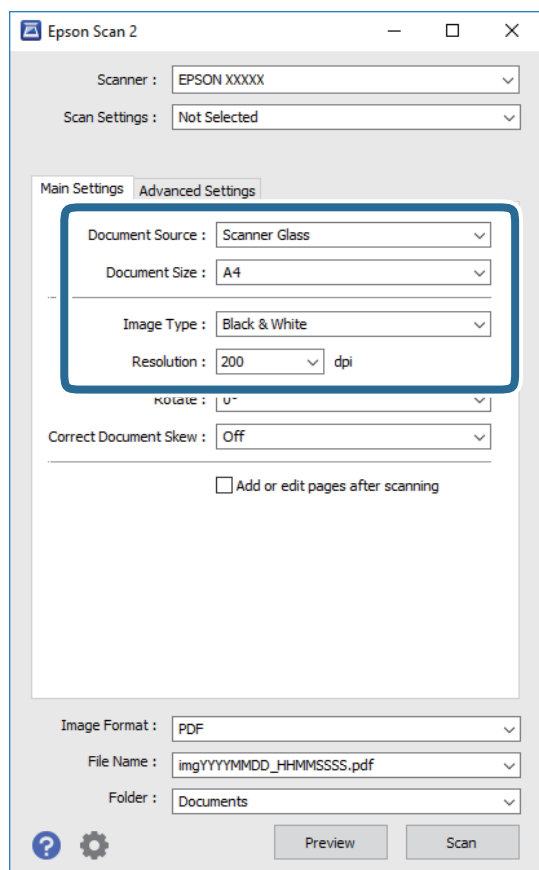 Epson Scan 2
Scanner : EPSON XXXXX
Scan Settings : Not Selected
Main Settings Advanced Settings
Document Source : Scanner Glass
Document Size : A4
Image Type : Black & White
Resolution : 200 dpi
Rotate : 0°
Correct Document Skew : Off
Add or edit pages after scanning
Image Format : PDF
File Name : imgYYYYMMDD_HHMMSSSS.pdf
Folder : Documents
? Preview Scan